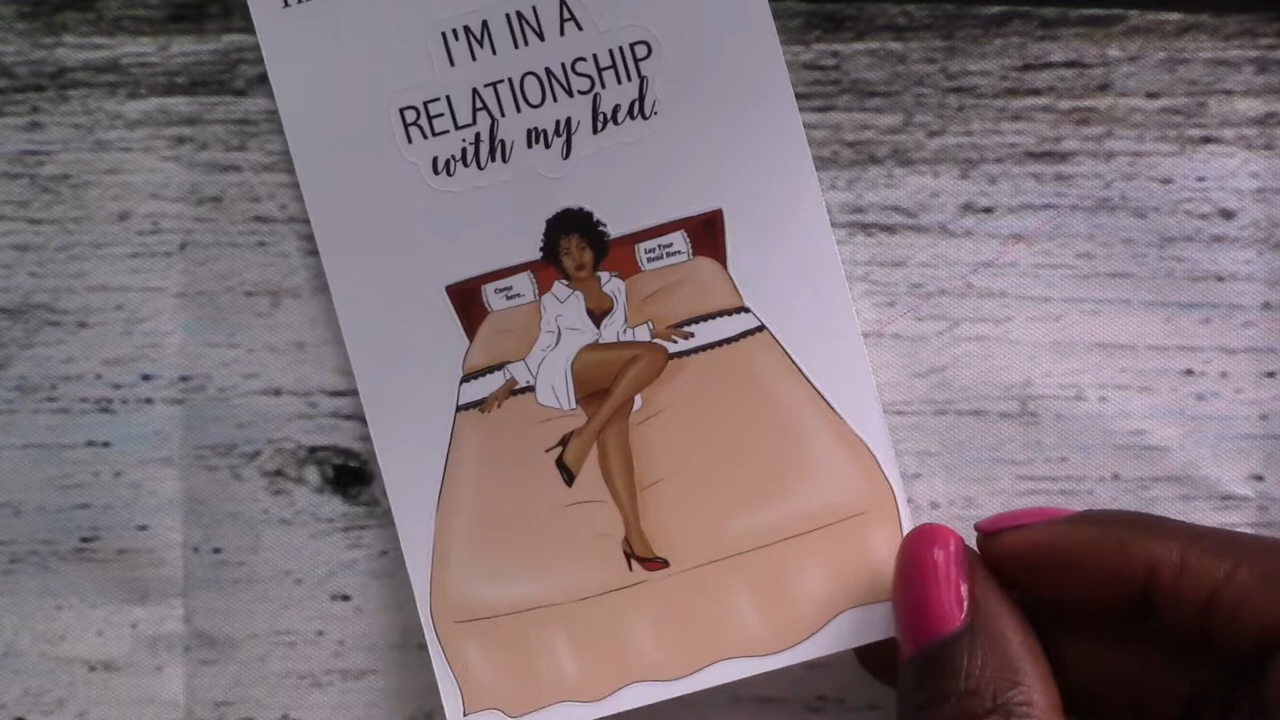 I'M IN A
RELATIONSHIP
with my bed.
Come
here...
Lay Your
Head Here...